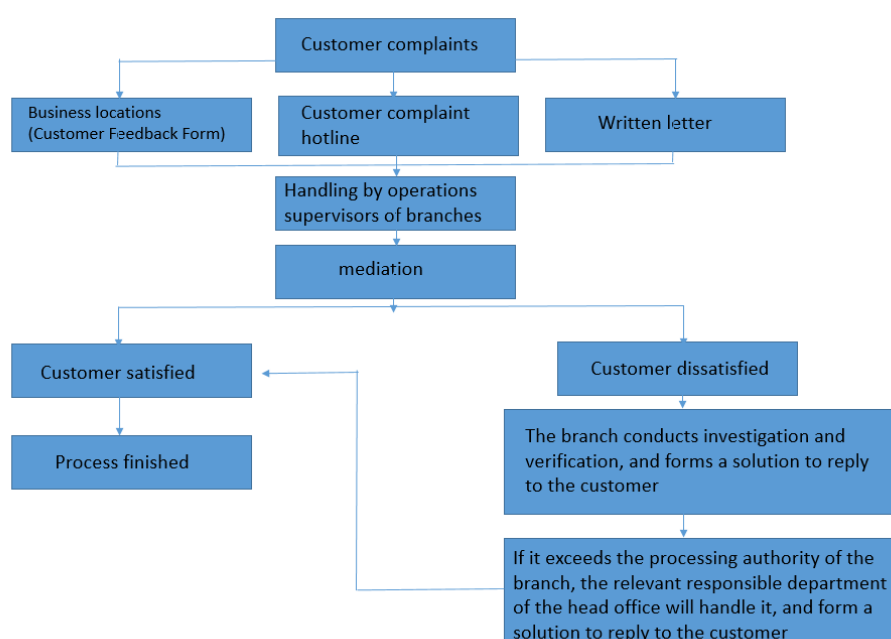 Customer complaints
Business locations
(Customer Feedback Form)
Customer complaint
hotline
Written letter
Handling by operations
supervisors of branches
mediation
Customer satisfied
Customer dissatisfied
Process finished
The branch conducts investigation and
verification, and forms a solution to reply
to the customer
If it exceeds the processing authority of the
branch, the relevant responsible department
of the head office will handle it, and form a
solution to reply to the customer